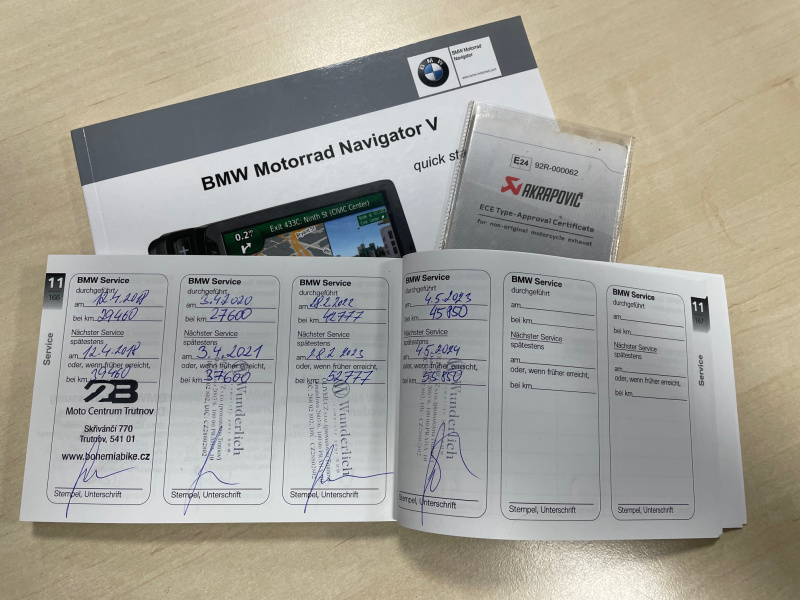 BMW Motorrad
Navigator
BMW Motorrad Navigator V
quick sta
0.2
Exit 433C: Ninth St (CIVIC Center)
E24 92R-000062
AKRAPOVIČ
ECE Type-Approval Certificate
for non-original motorcycle exhaust
11
166
Service
BMW Service
durchgeführt
am 12.4.2018
bei km 29460
Nächster Service
spätestens
am 12.4.2018
oder, wenn früher erreicht,
bei km 19460
Moto Centrum Trutnov
Skřivánčí 770
Trutnov, 541 01
www.bohemiabike.cz
Stempel, Unterschrift
BMW Service
durchgeführt
am 3.4.2020
bei km 27600
Nächster Service
spätestens
am 3.4.2021
oder, wenn früher erreicht,
bei km 37600
Wunderlich
Stempel, Unterschrift
BMW Service
durchgeführt
am 28.2.2022
bei km 42777
Nächster Service
spätestens
am 28.2.2023
oder, wenn früher erreicht,
bei km 52777
Wunderlich
Stempel, Unterschrift
BMW Service
durchgeführt
am 4.5.2023
bei km 45850
Nächster Service
spätestens
am 4.5.2024
oder, wenn früher erreicht,
bei km 55850
Wunderlich
Stempel, Unterschrift
BMW Service
durchgeführt
am
bei km
Nächster Service
spätestens
am
oder, wenn früher erreicht,
bei km
Stempel, Unterschrift
BMW Service
durchgeführt
am
bei km
Nächster Service
spätestens
am
oder, wenn früher erreicht,
bei km
Stempel, Unterschrift
11
Service